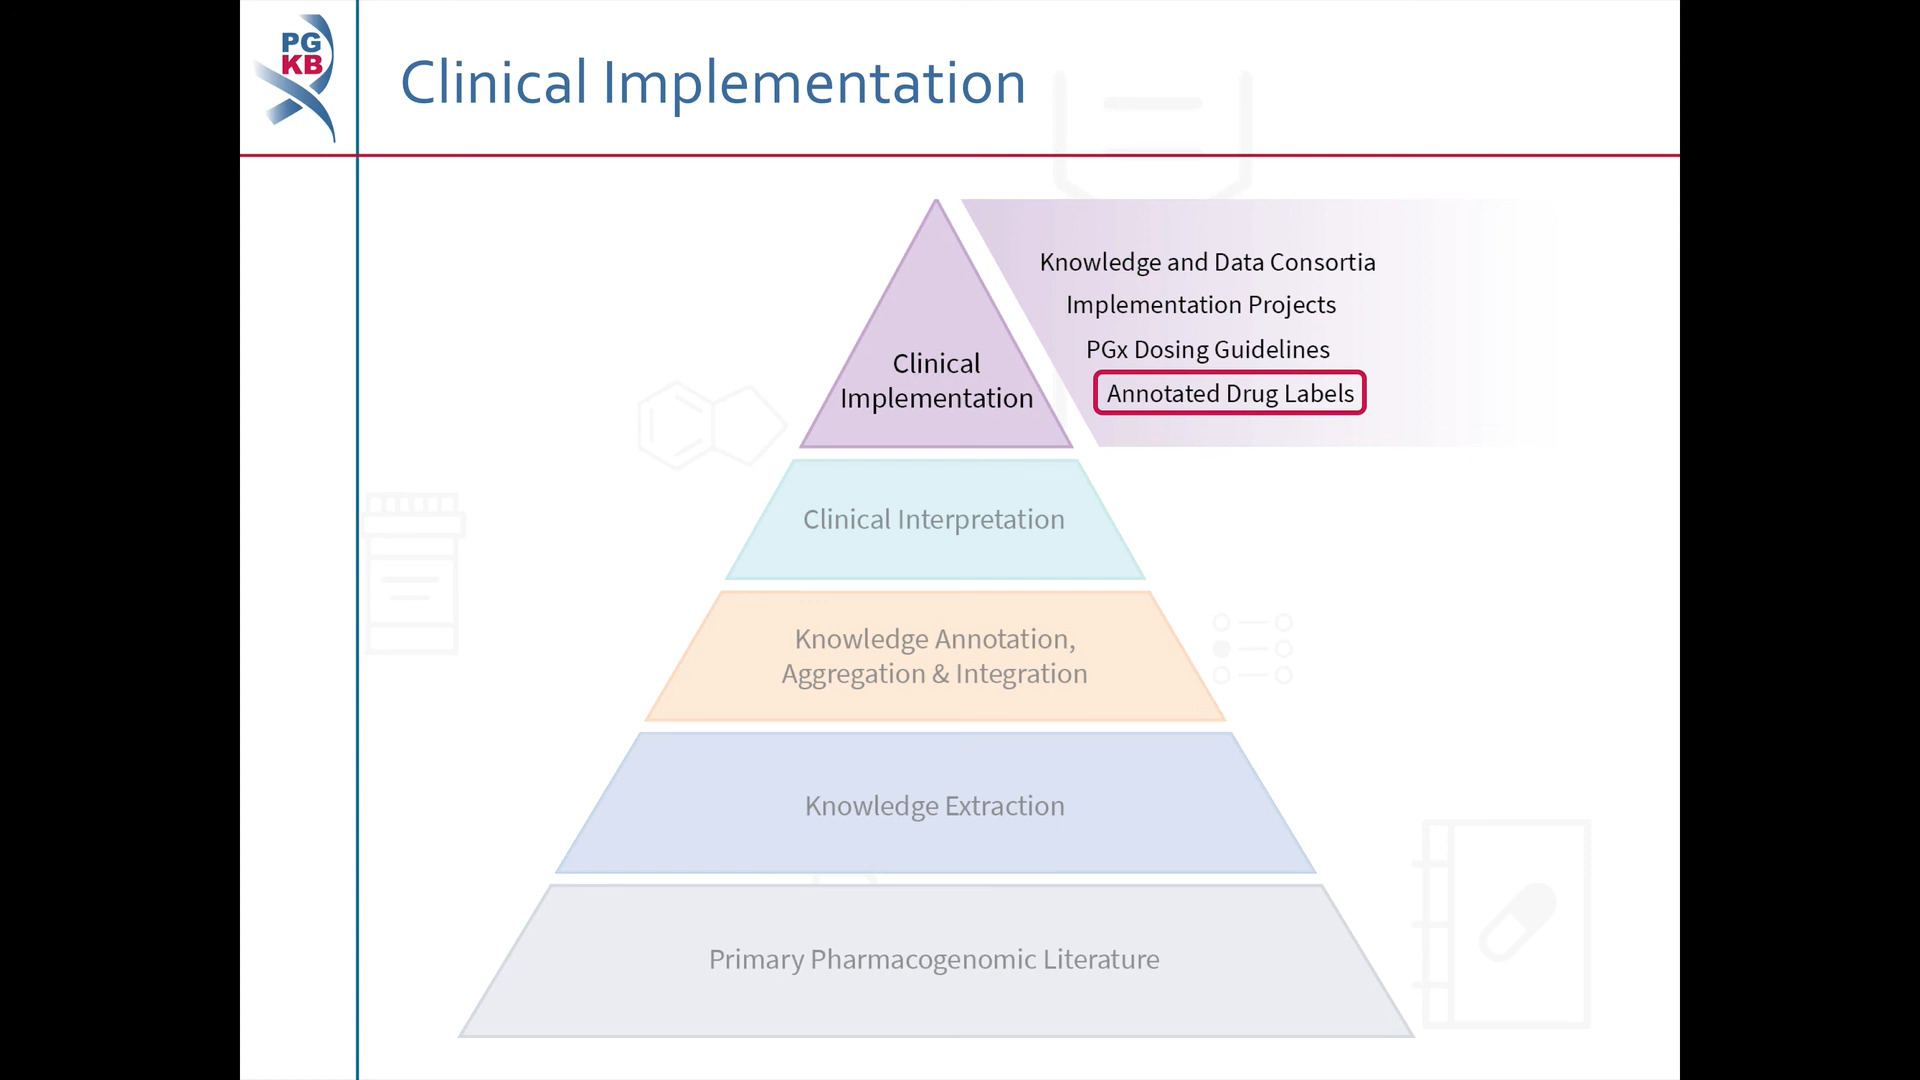 PG
KB
Clinical Implementation
Knowledge and Data Consortia
Implementation Projects
PGx Dosing Guidelines
Annotated Drug Labels
Clinical
Implementation
Clinical Interpretation
Knowledge Annotation,
Aggregation & Integration
Knowledge Extraction
Primary Pharmacogenomic Literature